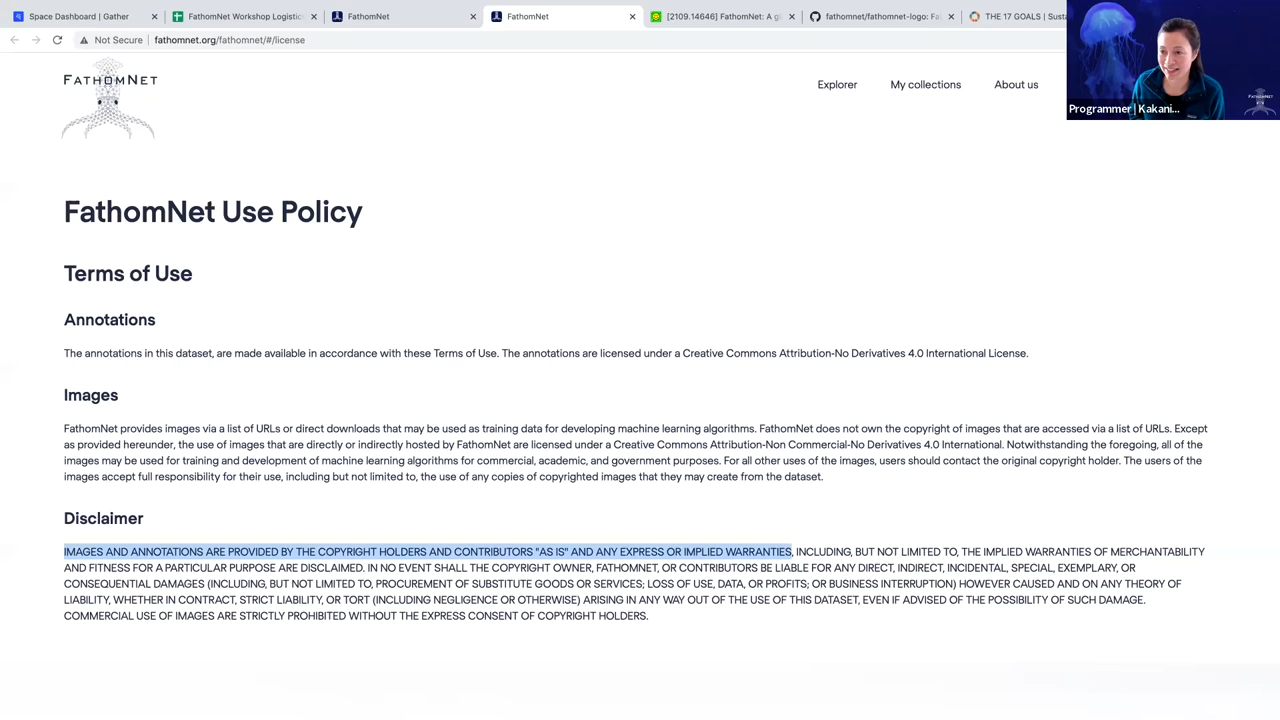 Space Dashboard | Gather
FathomNet Workshop Logistic
FathomNet
FathomNet
[2109.14646] FathomNet: A g
fathomnet/fathomnet-logo: Fa
THE 17 GOALS | Susta
Not Secure
fathomnet.org/fathomnet/#/license
FATHOMNET
Explorer
My collections
About us
FATHOMNET
Programmer | Kakani...
FathomNet Use Policy
Terms of Use
Annotations
The annotations in this dataset, are made available in accordance with these Terms of Use. The annotations are licensed under a Creative Commons Attribution-No Derivatives 4.0 International License.
Images
FathomNet provides images via a list of URLs or direct downloads that may be used as training data for developing machine learning algorithms. FathomNet does not own the copyright of images that are accessed via a list of URLs. Except
as provided hereunder, the use of images that are directly or indirectly hosted by FathomNet are licensed under a Creative Commons Attribution-Non Commercial-No Derivatives 4.0 International. Notwithstanding the foregoing, all of the
images may be used for training and development of machine learning algorithms for commercial, academic, and government purposes. For all other uses of the images, users should contact the original copyright holder. The users of the
images accept full responsibility for their use, including but not limited to, the use of any copies of copyrighted images that they may create from the dataset.
Disclaimer
IMAGES AND ANNOTATIONS ARE PROVIDED BY THE COPYRIGHT HOLDERS AND CONTRIBUTORS "AS IS" AND ANY EXPRESS OR IMPLIED WARRANTIES, INCLUDING, BUT NOT LIMITED TO, THE IMPLIED WARRANTIES OF MERCHANTABILITY
AND FITNESS FOR A PARTICULAR PURPOSE ARE DISCLAIMED. IN NO EVENT SHALL THE COPYRIGHT OWNER, FATHOMNET, OR CONTRIBUTORS BE LIABLE FOR ANY DIRECT, INDIRECT, INCIDENTAL, SPECIAL, EXEMPLARY, OR
CONSEQUENTIAL DAMAGES (INCLUDING, BUT NOT LIMITED TO, PROCUREMENT OF SUBSTITUTE GOODS OR SERVICES; LOSS OF USE, DATA, OR PROFITS; OR BUSINESS INTERRUPTION) HOWEVER CAUSED AND ON ANY THEORY OF
LIABILITY, WHETHER IN CONTRACT, STRICT LIABILITY, OR TORT (INCLUDING NEGLIGENCE OR OTHERWISE) ARISING IN ANY WAY OUT OF THE USE OF THIS DATASET, EVEN IF ADVISED OF THE POSSIBILITY OF SUCH DAMAGE.
COMMERCIAL USE OF IMAGES ARE STRICTLY PROHIBITED WITHOUT THE EXPRESS CONSENT OF COPYRIGHT HOLDERS.